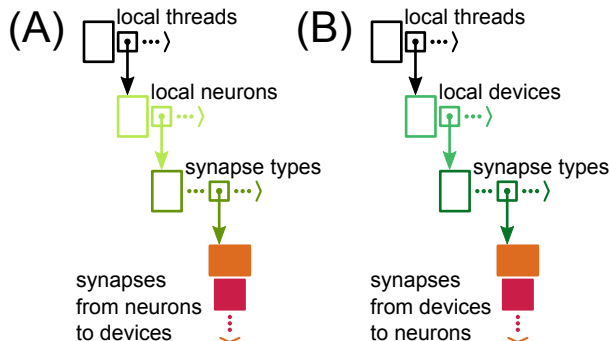 (A)
local threads
local neurons
synapse types
synapses
from neurons
to devices
(B)
local threads
local devices
synapse types
synapses
from devices
to neurons